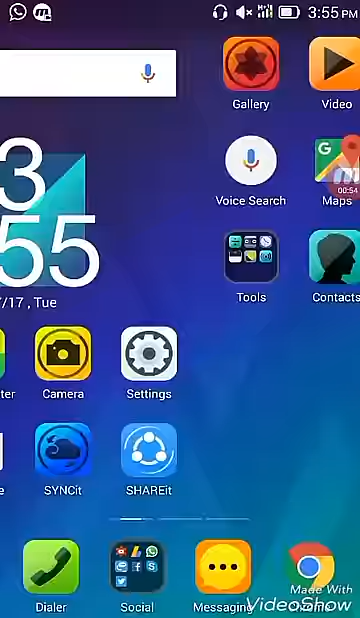 3:55 PM
Gallery
Video
3
55
/17 , Tue
Voice Search
G
Maps
00:54
Tools
Contacts
ter
Camera
Settings
e
SYNCit
SHAREit
Dialer
Social
Messaging
Made With
VideoShow